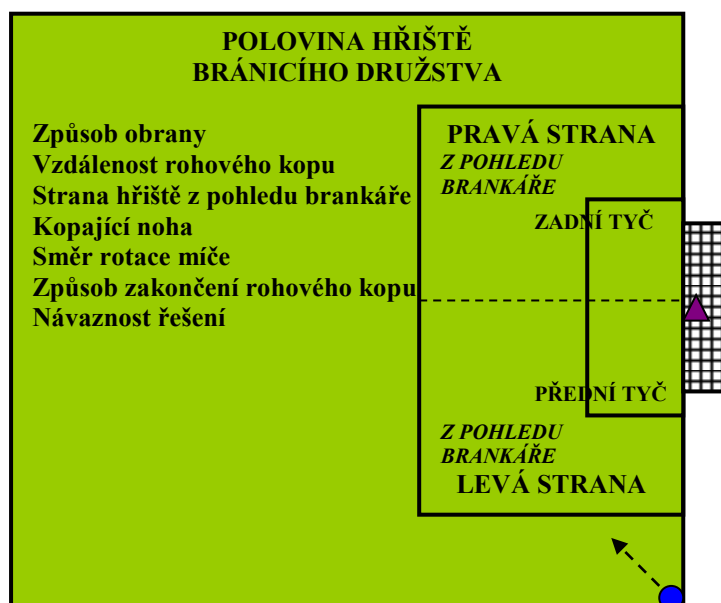 POLOVINA HŘIŠTĚ
BRÁNICÍHO DRUŽSTVA
Způsob obrany
Vzdálenost rohového kopu
Strana hřiště z pohledu brankáře
Kopající noha
Směr rotace míče
Způsob zakončení rohového kopu
Návaznost řešení
PRAVÁ STRANA
Z POHLEDU
BRANKÁŘE
ZADNÍ TYČ
PŘEDNÍ TYČ
Z POHLEDU
BRANKÁŘE
LEVÁ STRANA